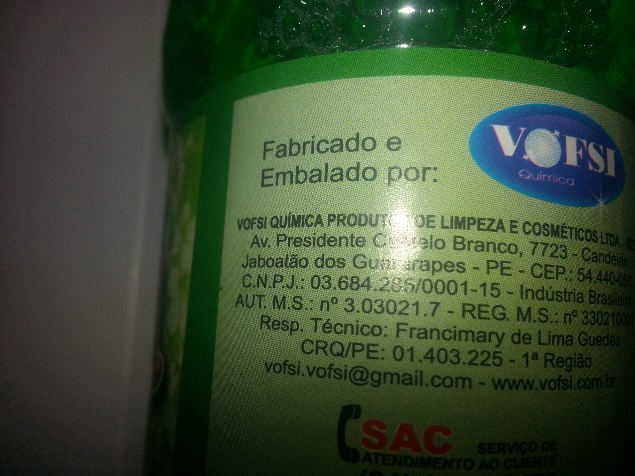 Fabricado e
Embalado por:
VOFSI
Química
VOFSI QUÍMICA PRODUTOS DE LIMPEZA E COSMÉTICOS LTDA. -
Av. Presidente Castelo Branco, 7723 - Candeias
Jaboatão dos Guararapes - PE - CEP.: 54.440-05
C.N.P.J.: 03.684.285/0001-15 - Indústria Brasileira
AUT. M.S.: nº 3.03021.7 - REG. M.S.: nº 3302100
Resp. Técnico: Francimary de Lima Guedes
CRQ/PE: 01.403.225 - 1ª Região
vofsi.vofsi@gmail.com - www.vofsi.com.br
SAC SERVIÇO DE
ATENDIMENTO AO CLIENTE